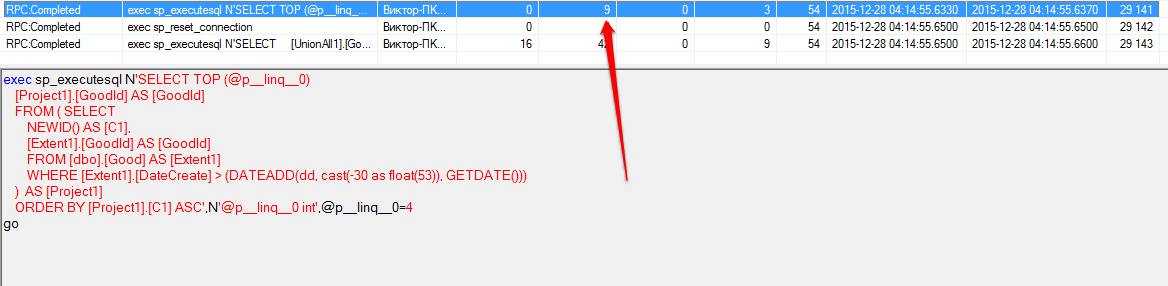 RPC:Completed exec sp_executesql N'SELECT TOP (@p__linq_... Виктор-ПК... 0 9 0 3 54 2015-12-28 04:14:55.6330 2015-12-28 04:14:55.6370 29 141
RPC:Completed exec sp_reset_connection Виктор-ПК... 0 0 0 54 2015-12-28 04:14:55.6500 2015-12-28 04:14:55.6500 29 142
RPC:Completed exec sp_executesql N'SELECT [UnionAll1].[Go... Виктор-ПК... 16 0 9 54 2015-12-28 04:14:55.6500 2015-12-28 04:14:55.6600 29 143
exec sp_executesql N'SELECT TOP (@p__linq__0)
[Project1].[GoodId] AS [GoodId]
FROM ( SELECT
NEWID() AS [C1],
[Extent1].[GoodId] AS [GoodId]
FROM [dbo].[Good] AS [Extent1]
WHERE [Extent1].[DateCreate] > (DATEADD(dd, cast(-30 as float(53)), GETDATE()))
) AS [Project1]
ORDER BY [Project1].[C1] ASC',N'@p__linq__0 int',@p__linq__0=4
go